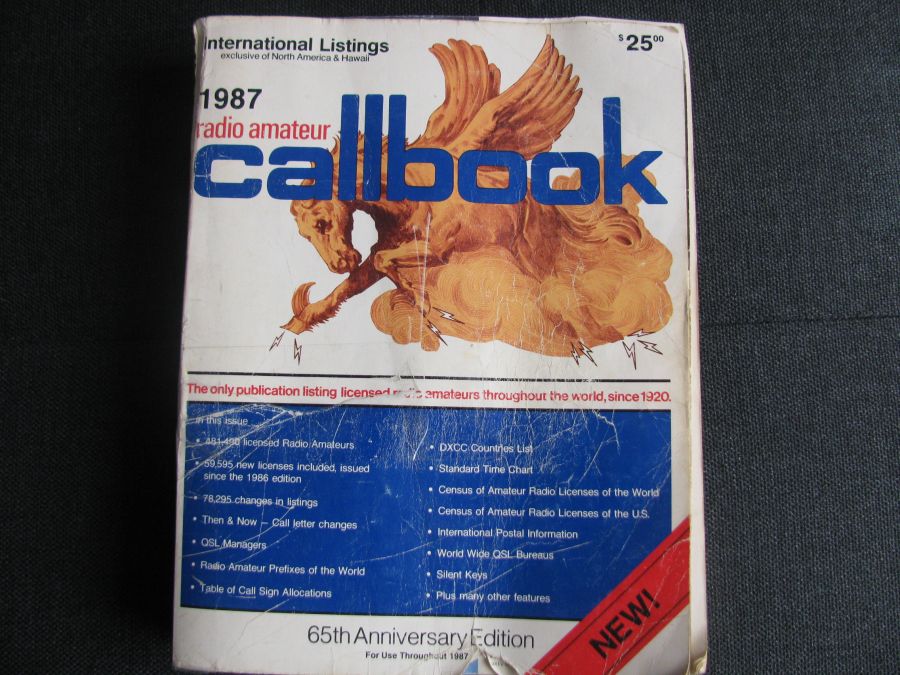 International Listings
exclusive of North America & Hawaii
$2500
1987
radio amateur
callbook
The only publication listing licensed radio amateurs throughout the world, since 1920.
In this issue
• licensed Radio Amateurs
• 59,595 new licenses included, issued
since the 1986 edition
• 78,295 changes in listings
• Then & Now — Call letter changes
• QSL Managers
• Radio Amateur Prefixes of the World
• Table of Call Sign Allocations
• DXCC Countries List
• Standard Time Chart
• Census of Amateur Radio Licenses of the World
• Census of Amateur Radio Licenses of the U.S.
• International Postal Information
• World Wide QSL Bureaus
• Silent Keys
• Plus many other features
NEW!
65th Anniversary Edition
For Use Throughout 1987